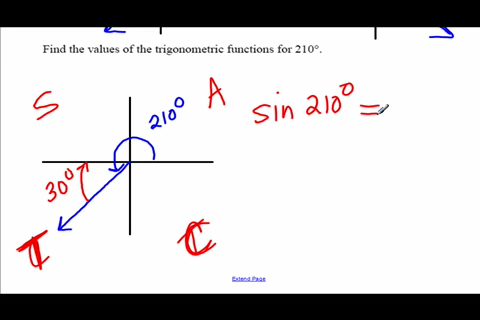 Find the values of the trigonometric functions for 210°.
S
A
210°
sin 210° =
30°
T
C
Extend Page